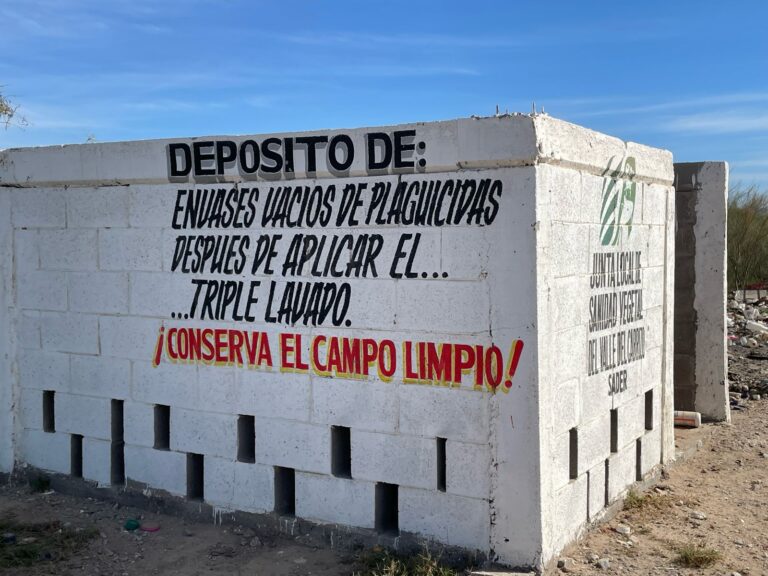 DEPOSITO DE:
ENVASES VACIOS DE PLAGUICIDAS
DESPUES DE APLICAR EL...
...TRIPLE LAVADO.
¡CONSERVA EL CAMPO LIMPIO!
JUNTA LOCAL DE
SANIDAD VEGETAL
DEL VALLE DEL CARRIZO
SADER